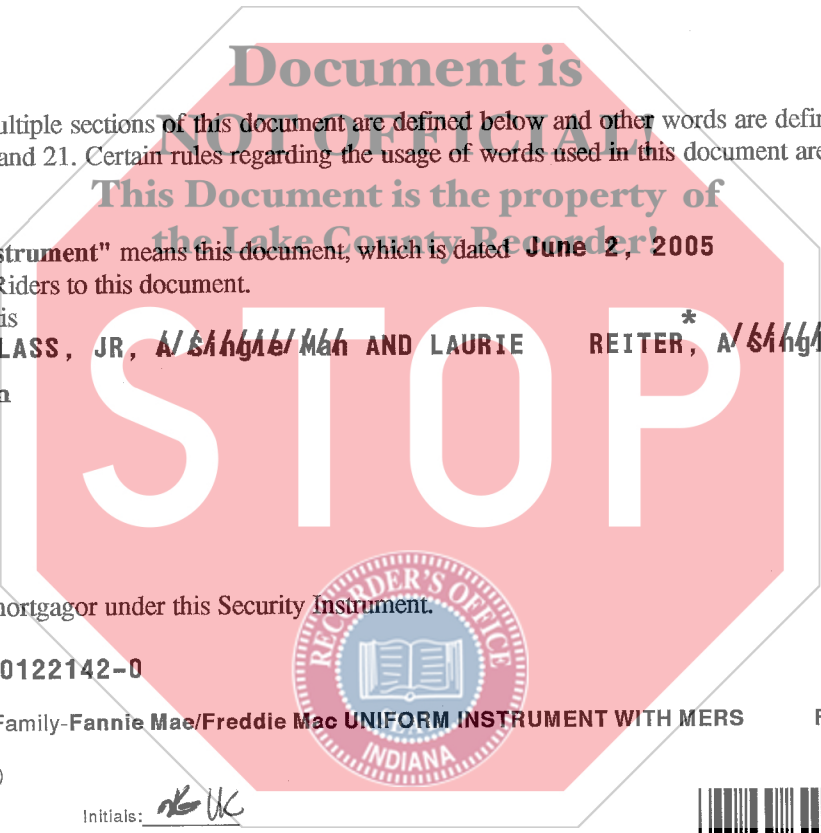 Document is
ultiple sections of this document are defined below and other words are defin
NOT OFFICIAL!
and 21. Certain rules regarding the usage of words used in this document are
This Document is the property of
the Lake County Recorder!
strument" means this document, which is dated June 2, 2005
Riders to this document.
is
*
LASS, JR, A Single Man AND LAURIE REITER, A Singl
n
STOP
mortgagor under this Security Instrument.
RECORDER'S OFFICE
0122142-0
SEAL
Family-Fannie Mae/Freddie Mac UNIFORM INSTRUMENT WITH MERS F
INDIANA
)
Initials: